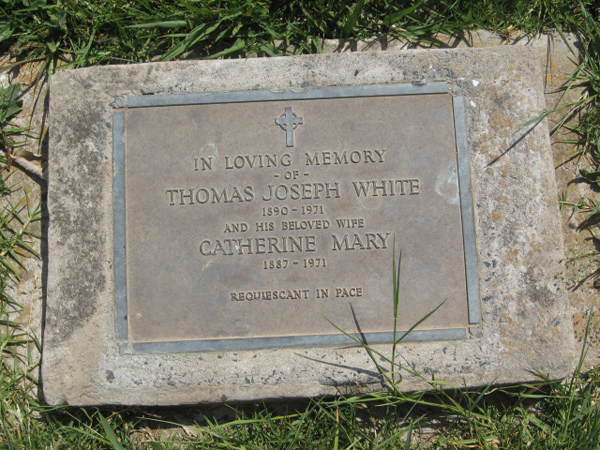 IN LOVING MEMORY
- OF -
THOMAS JOSEPH WHITE
1890 - 1971
AND HIS BELOVED WIFE
CATHERINE MARY
1887 - 1971
REQUIESCANT IN PACE